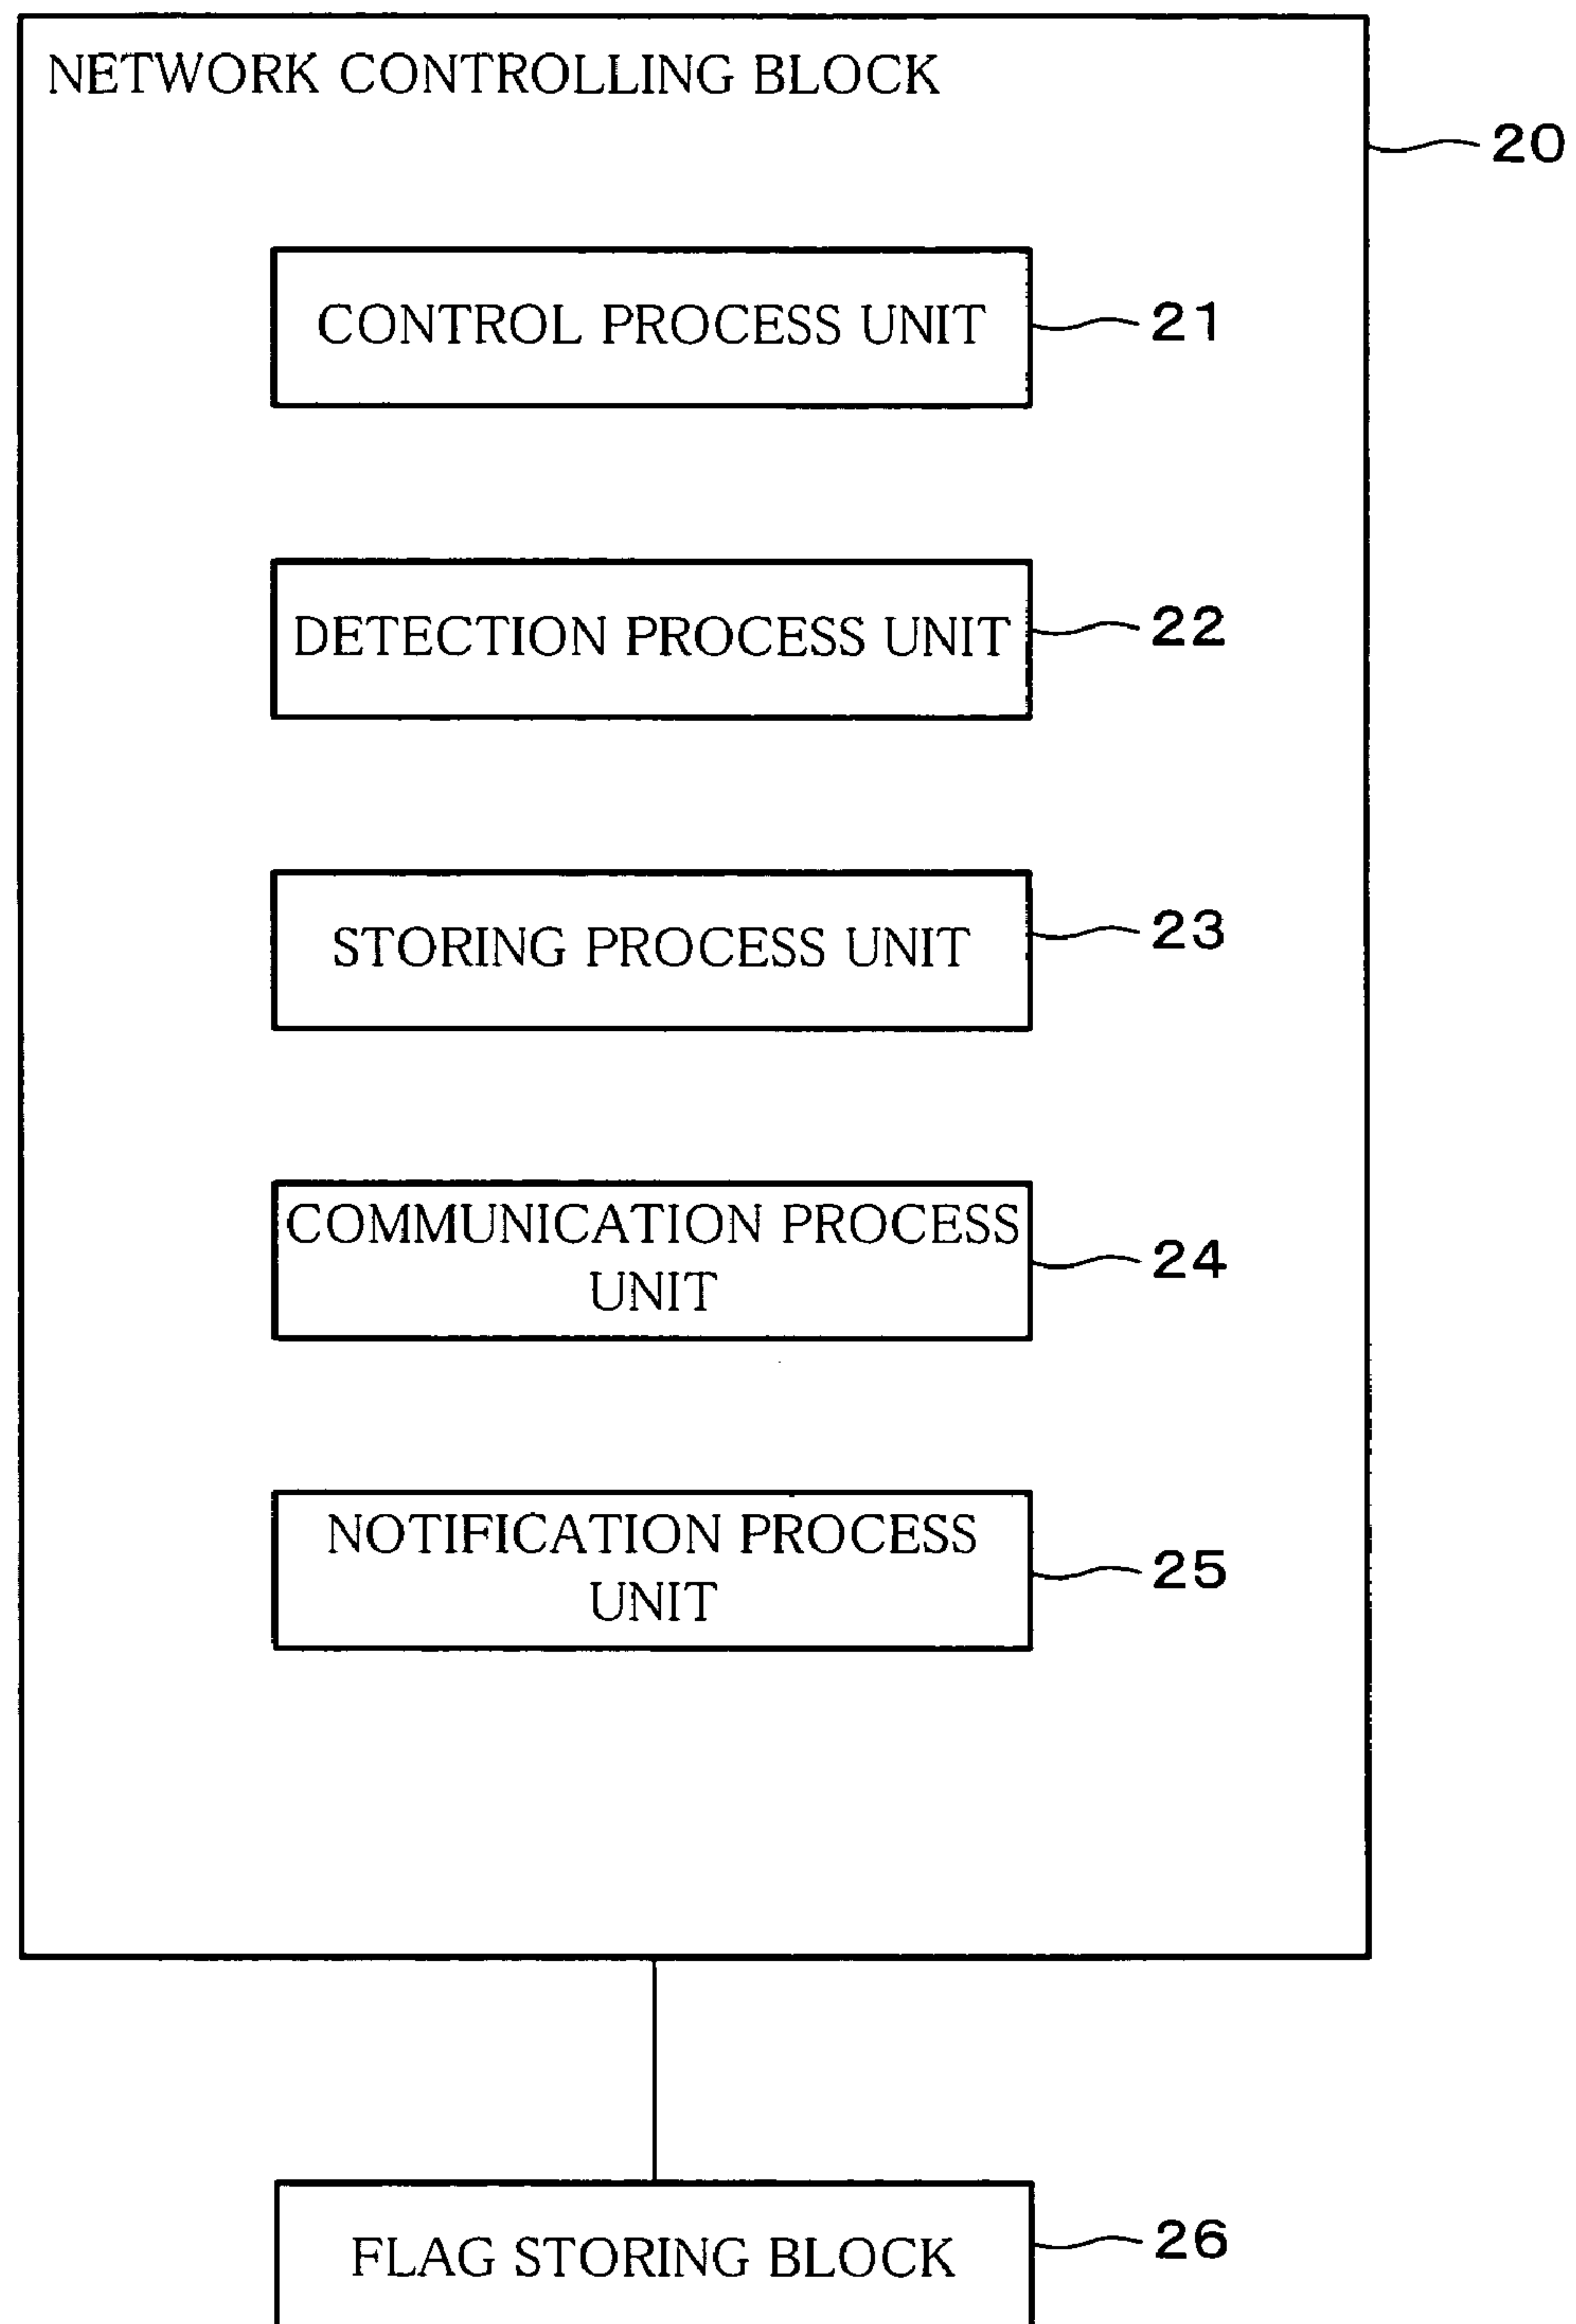 NETWORK CONTROLLING BLOCK
20
CONTROL PROCESS UNIT
21
DETECTION PROCESS UNIT
22
STORING PROCESS UNIT
23
COMMUNICATION PROCESS
UNIT
24
NOTIFICATION PROCESS
UNIT
25
FLAG STORING BLOCK
26